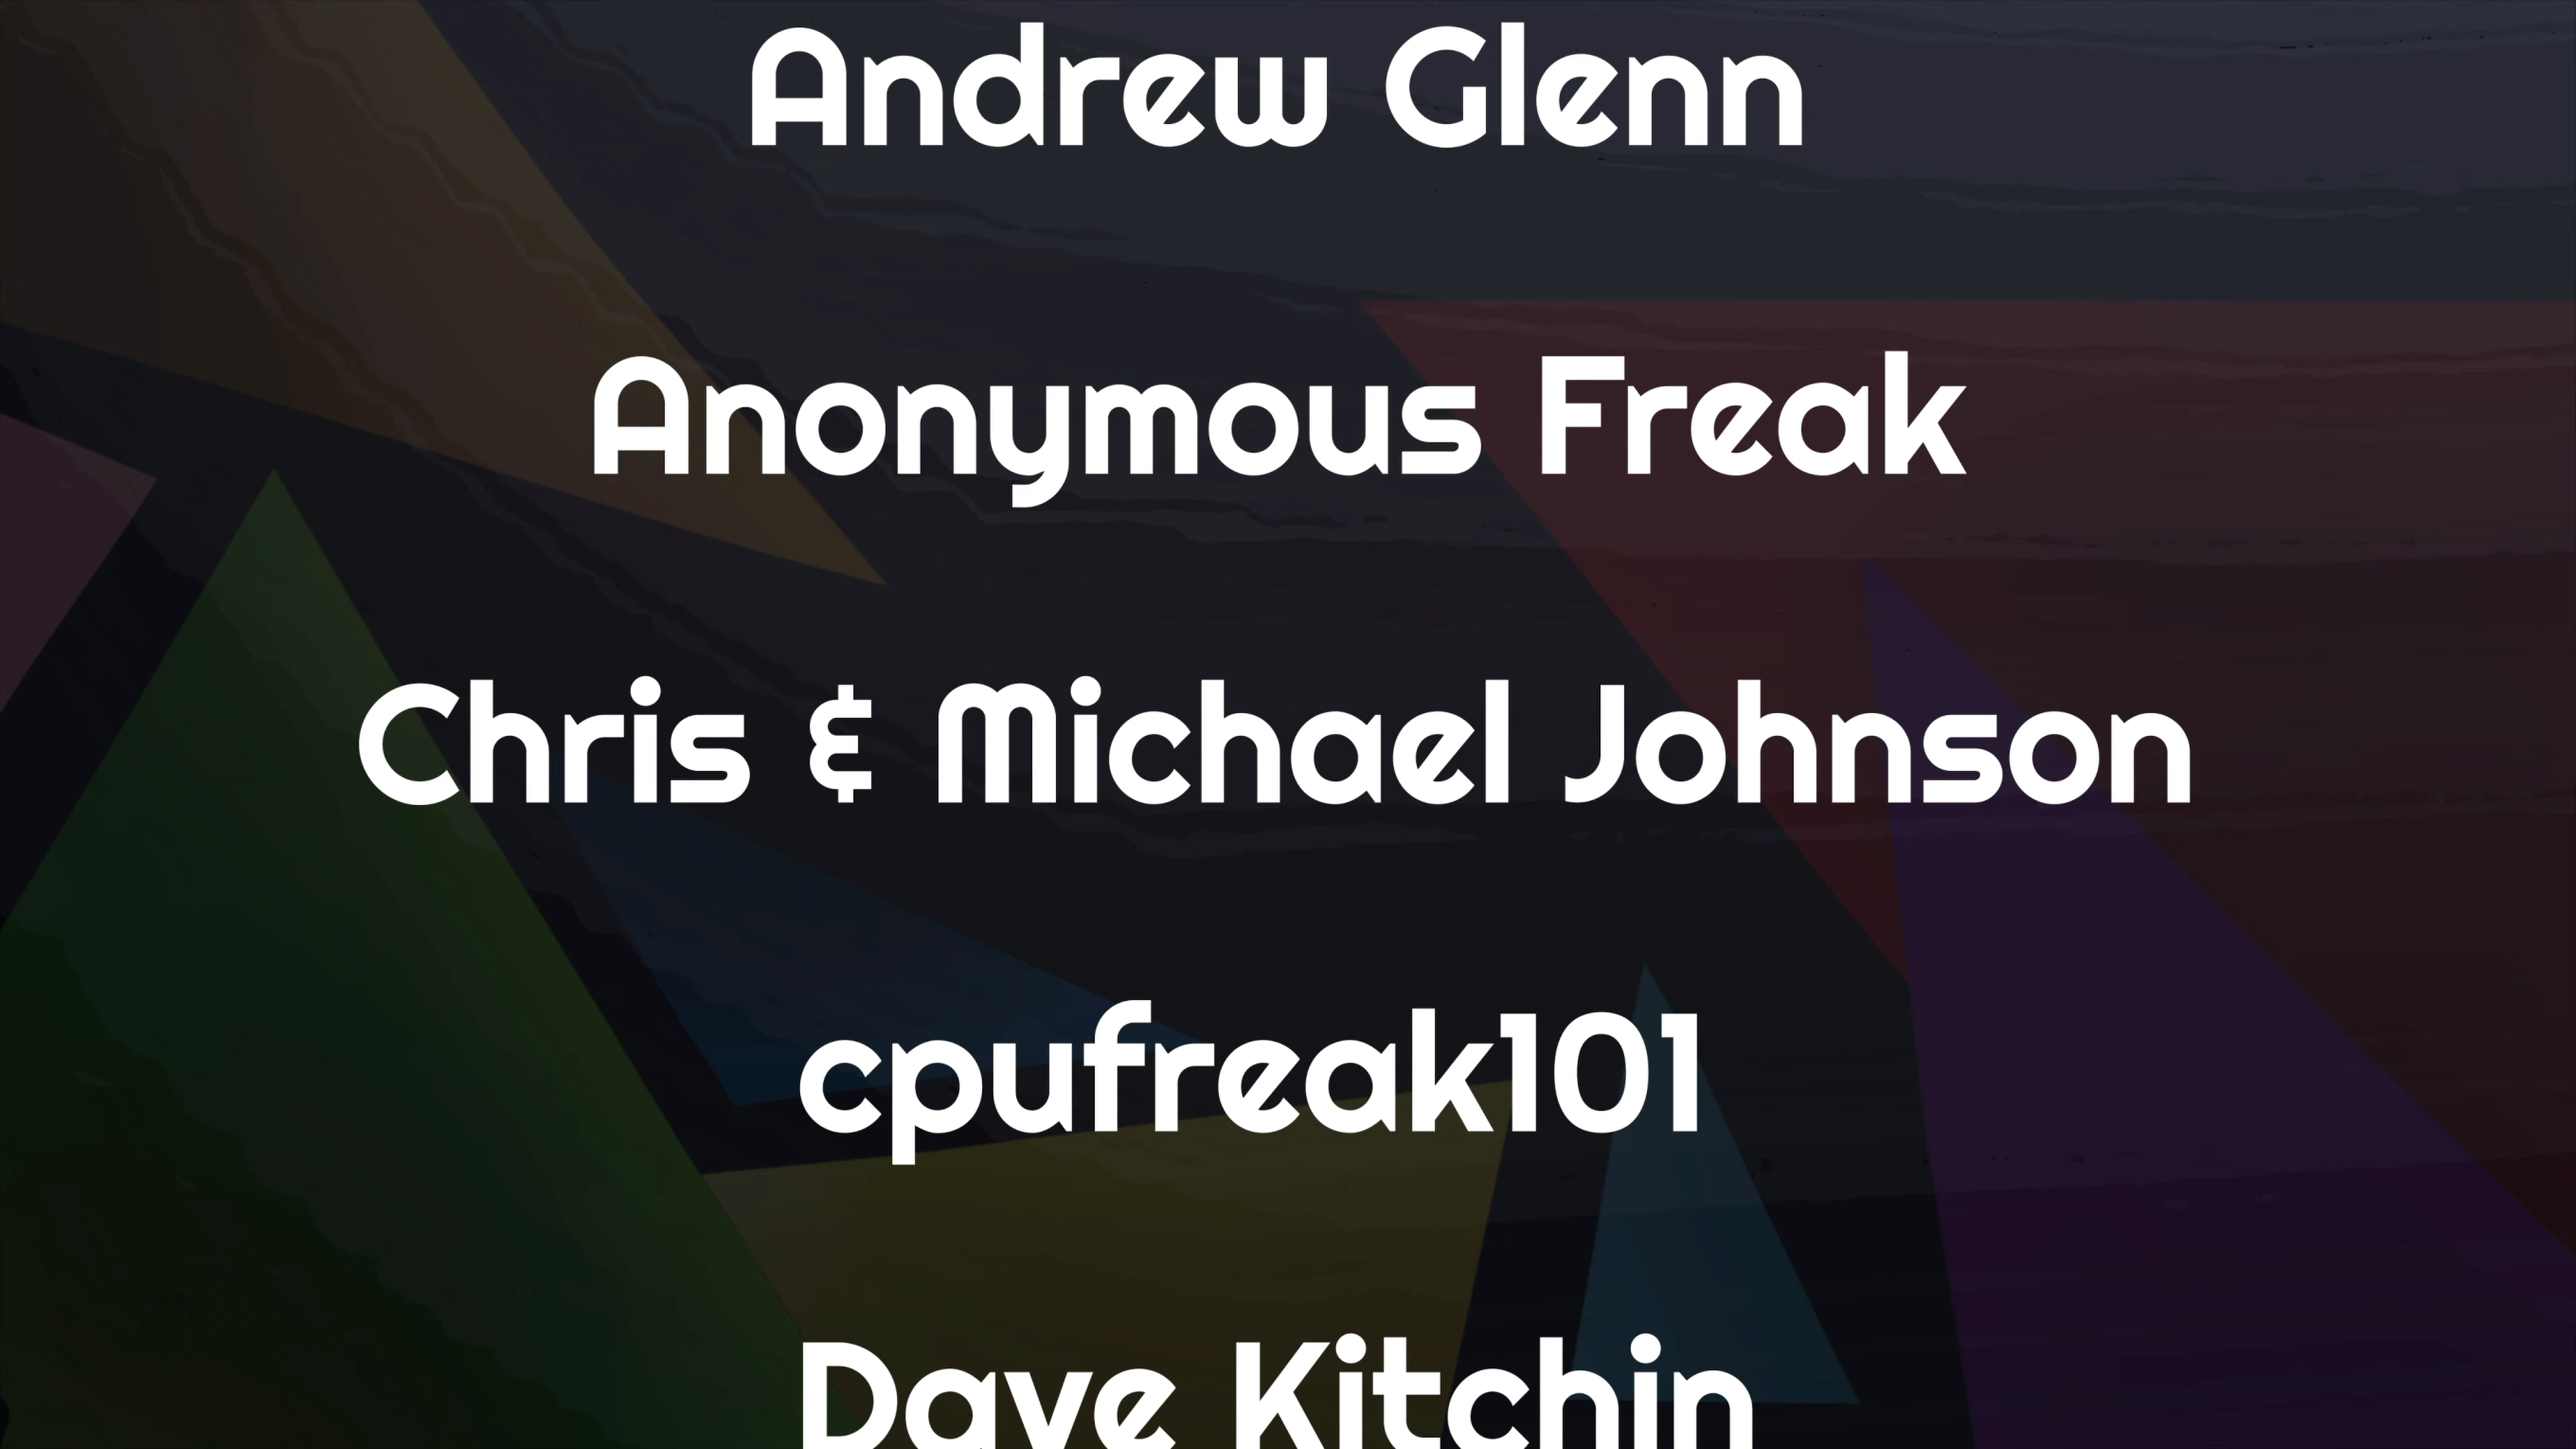 Andrew Glenn
Anonymous Freak
Chris & Michael Johnson
cpufreak101
Dave Kitchin